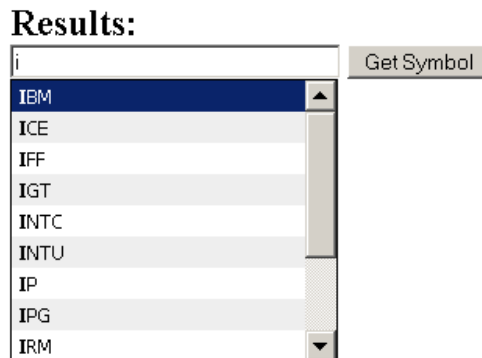 Results:
i Get Symbol
IBM
ICE
IFF
IGT
INTC
INTU
IP
IPG
IRM